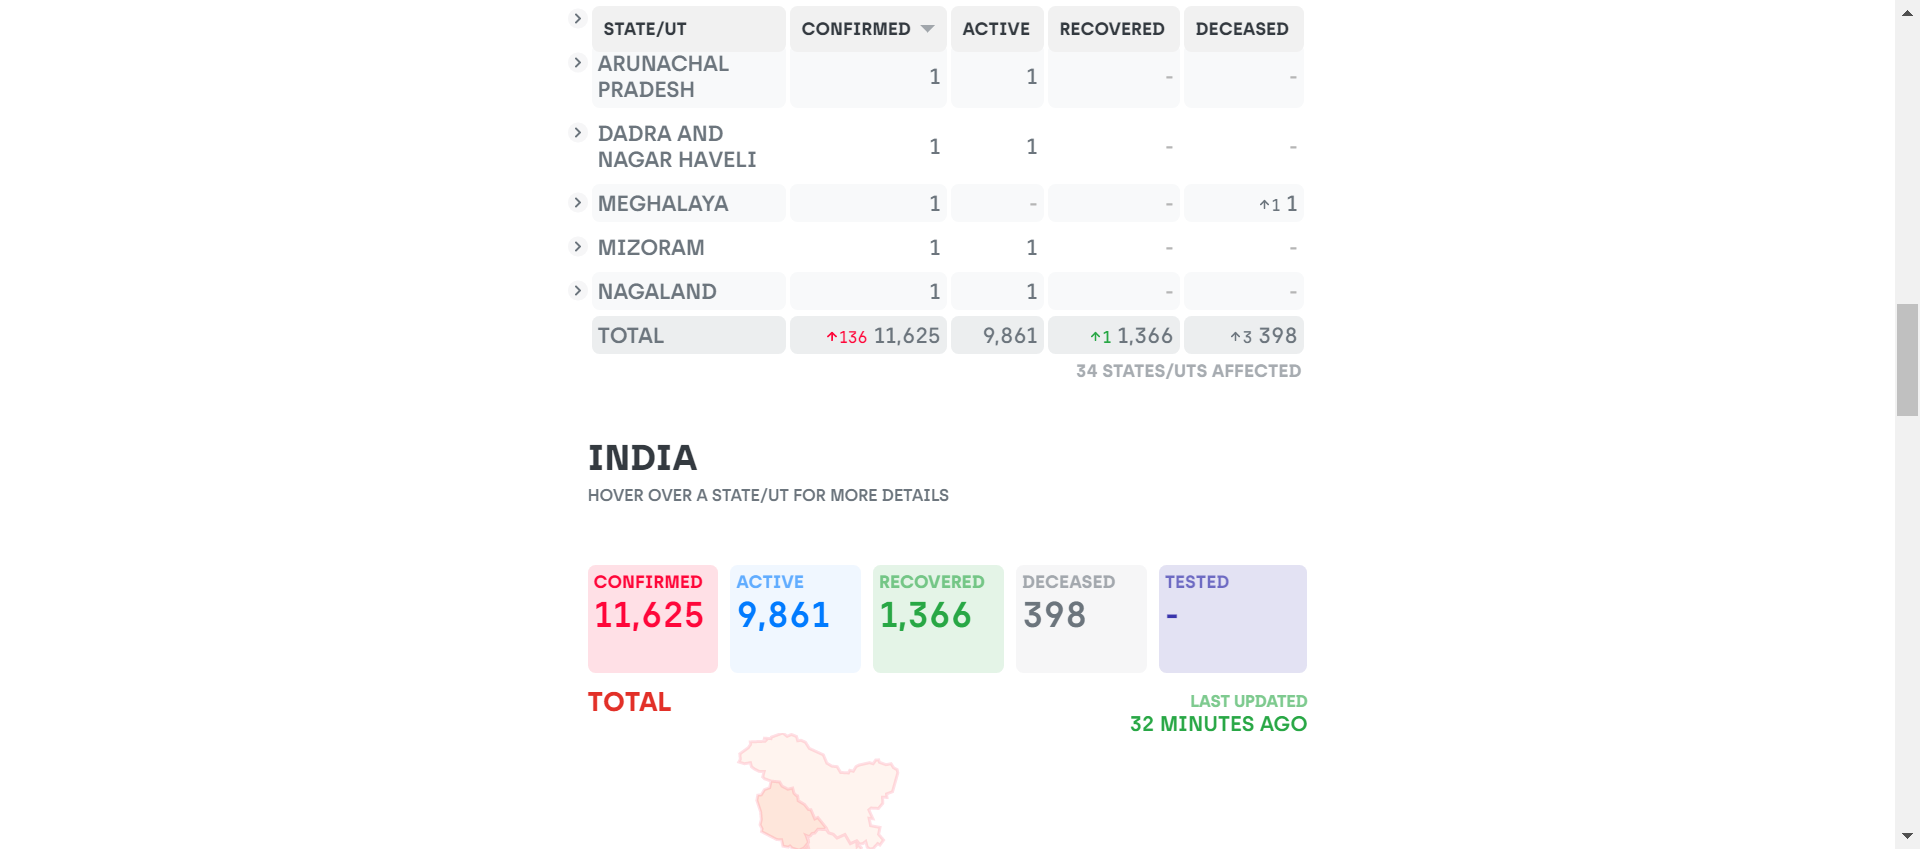 STATE/UT CONFIRMED ACTIVE RECOVERED DECEASED
ARUNACHAL
PRADESH 1 1 - -
DADRA AND
NAGAR HAVELI 1 1 - -
MEGHALAYA 1 - - ↑1 1
MIZORAM 1 1 - -
NAGALAND 1 1 - -
TOTAL ↑136 11,625 9,861 ↑1 1,366 ↑3 398
34 STATES/UTS AFFECTED
INDIA
HOVER OVER A STATE/UT FOR MORE DETAILS
CONFIRMED ACTIVE RECOVERED DECEASED TESTED
11,625 9,861 1,366 398 -
TOTAL LAST UPDATED
32 MINUTES AGO